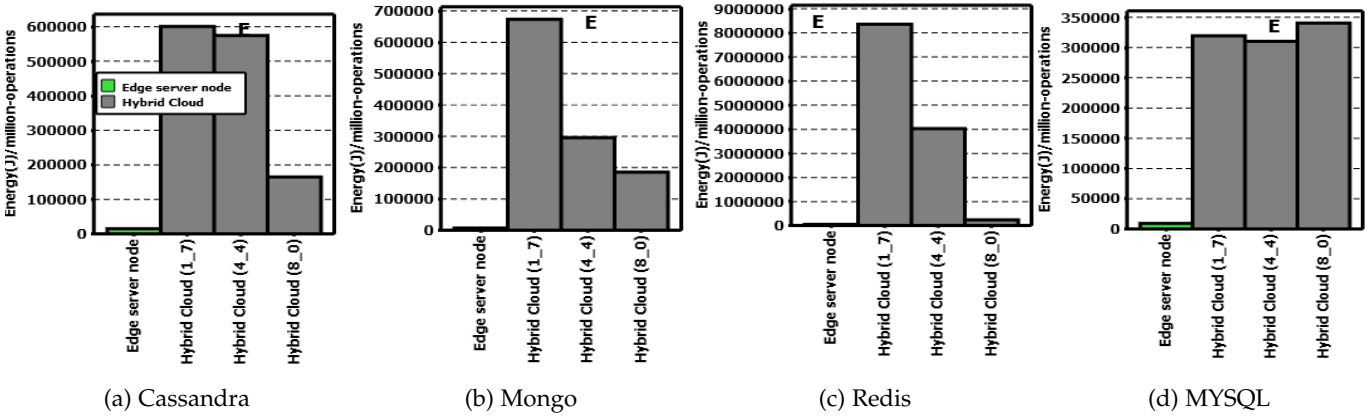 Energy(J)/million-operations
600000
500000
400000
300000
200000
100000
0
E
Edge server node
Hybrid Cloud
Edge server node
Hybrid Cloud (1_7)
Hybrid Cloud (4_4)
Hybrid Cloud (8_0)
(a) Cassandra
Energy(J)/million-operations
700000
600000
500000
400000
300000
200000
100000
0
E
Edge server node
Hybrid Cloud (1_7)
Hybrid Cloud (4_4)
Hybrid Cloud (8_0)
(b) Mongo
Energy(J)/million-operations
9000000
8000000
7000000
6000000
5000000
4000000
3000000
2000000
1000000
0
E
Edge server node
Hybrid Cloud (1_7)
Hybrid Cloud (4_4)
Hybrid Cloud (8_0)
(c) Redis
Energy(J)/million-operations
350000
300000
250000
200000
150000
100000
50000
0
E
Edge server node
Hybrid Cloud (1_7)
Hybrid Cloud (4_4)
Hybrid Cloud (8_0)
(d) MYSQL